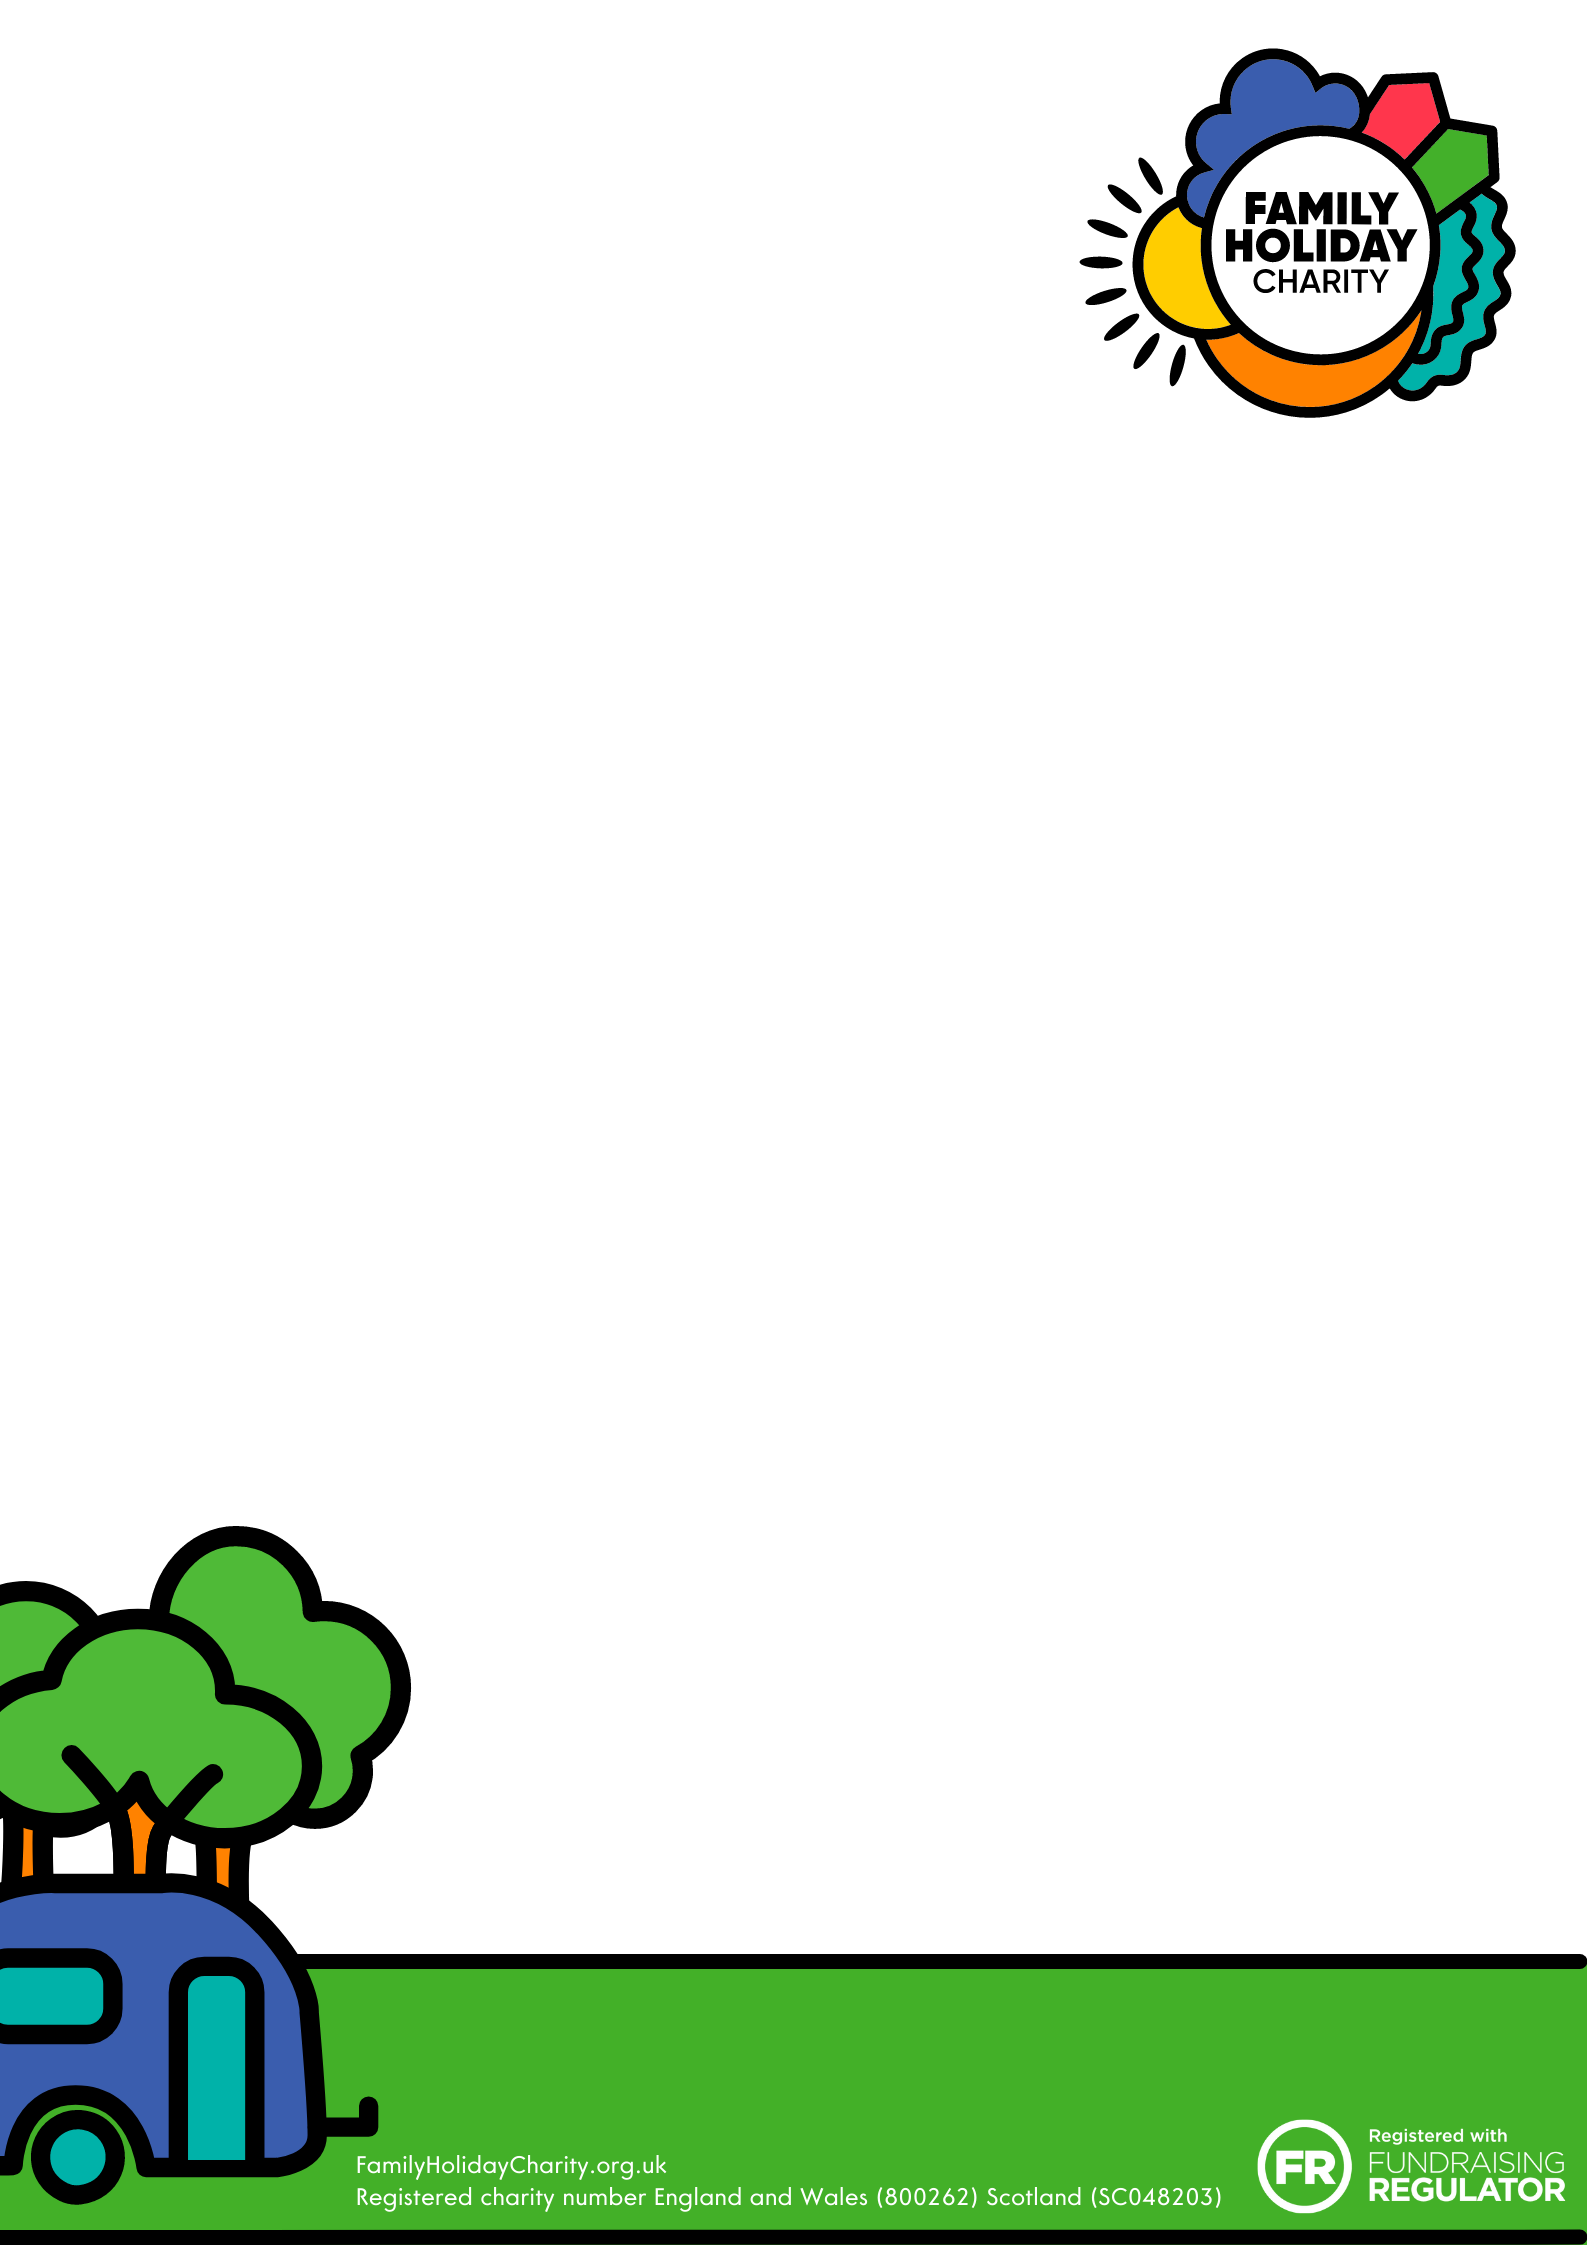 FAMILY
HOLIDAY
CHARITY
FamilyHolidayCharity.org.uk
Registered charity number England and Wales (800262) Scotland (SC048203)
FR
Registered with
FUNDRAISING
REGULATOR